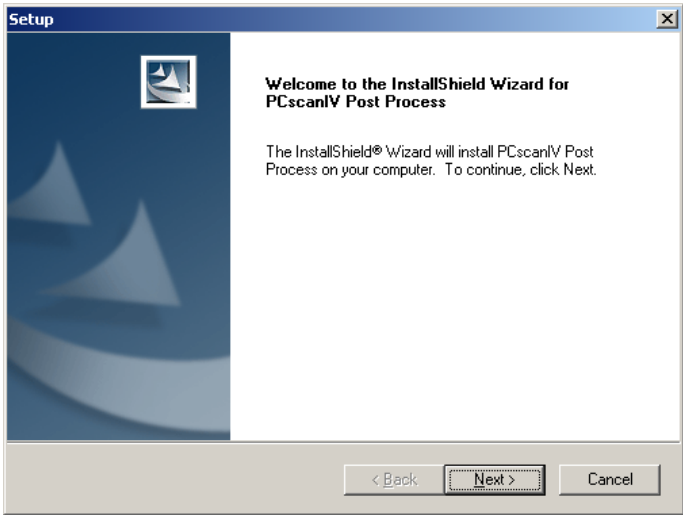 Setup
Welcome to the InstallShield Wizard for
PCscanIV Post Process
The InstallShield® Wizard will install PCscanIV Post
Process on your computer.  To continue, click Next.
< Back
Next >
Cancel